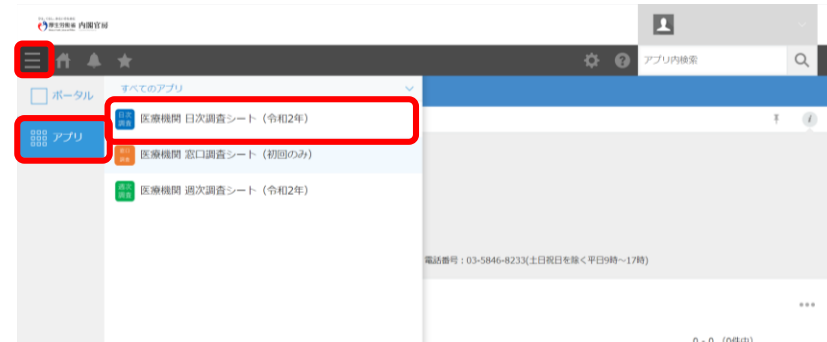 厚生労働省 内閣官房
アプリ内検索
ポータル
すべてのアプリ
日次
調査
医療機関 日次調査シート（令和2年）
アプリ
窓口
調査
医療機関 窓口調査シート（初回のみ）
週次
調査
医療機関 週次調査シート（令和2年）
電話番号：03-5846-8233(土日祝日を除く平日9時～17時)
0 - 0 （0件中）